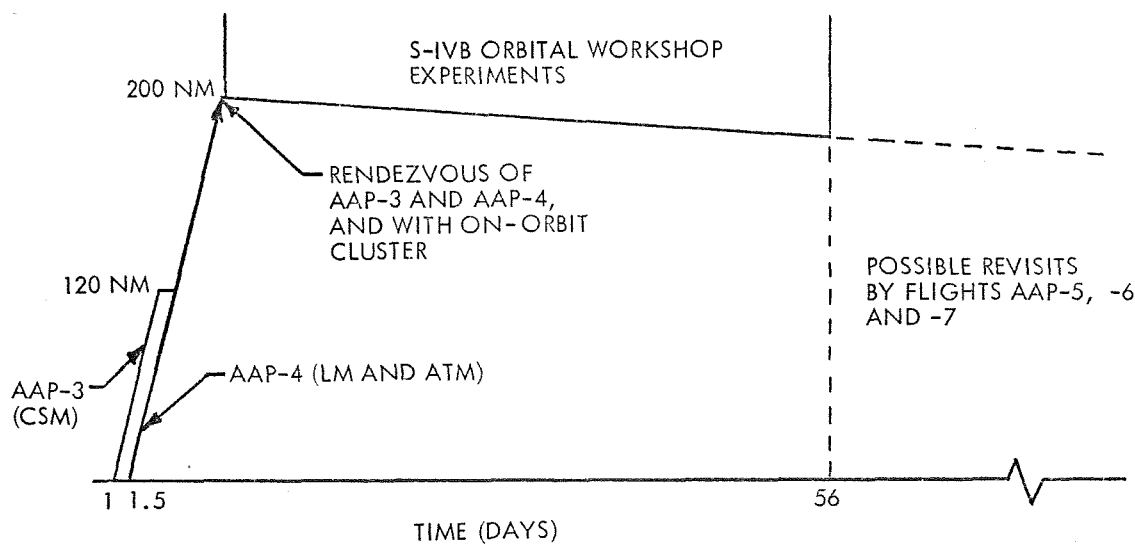 S-IVB ORBITAL WORKSHOP
EXPERIMENTS
200 NM
RENDEZVOUS OF
AAP-3 AND AAP-4,
AND WITH ON-ORBIT
CLUSTER
120 NM
POSSIBLE REVISITS
BY FLIGHTS AAP-5, -6
AND -7
AAP-3
(CSM)
AAP-4 (LM AND ATM)
1 1.5
56
TIME (DAYS)